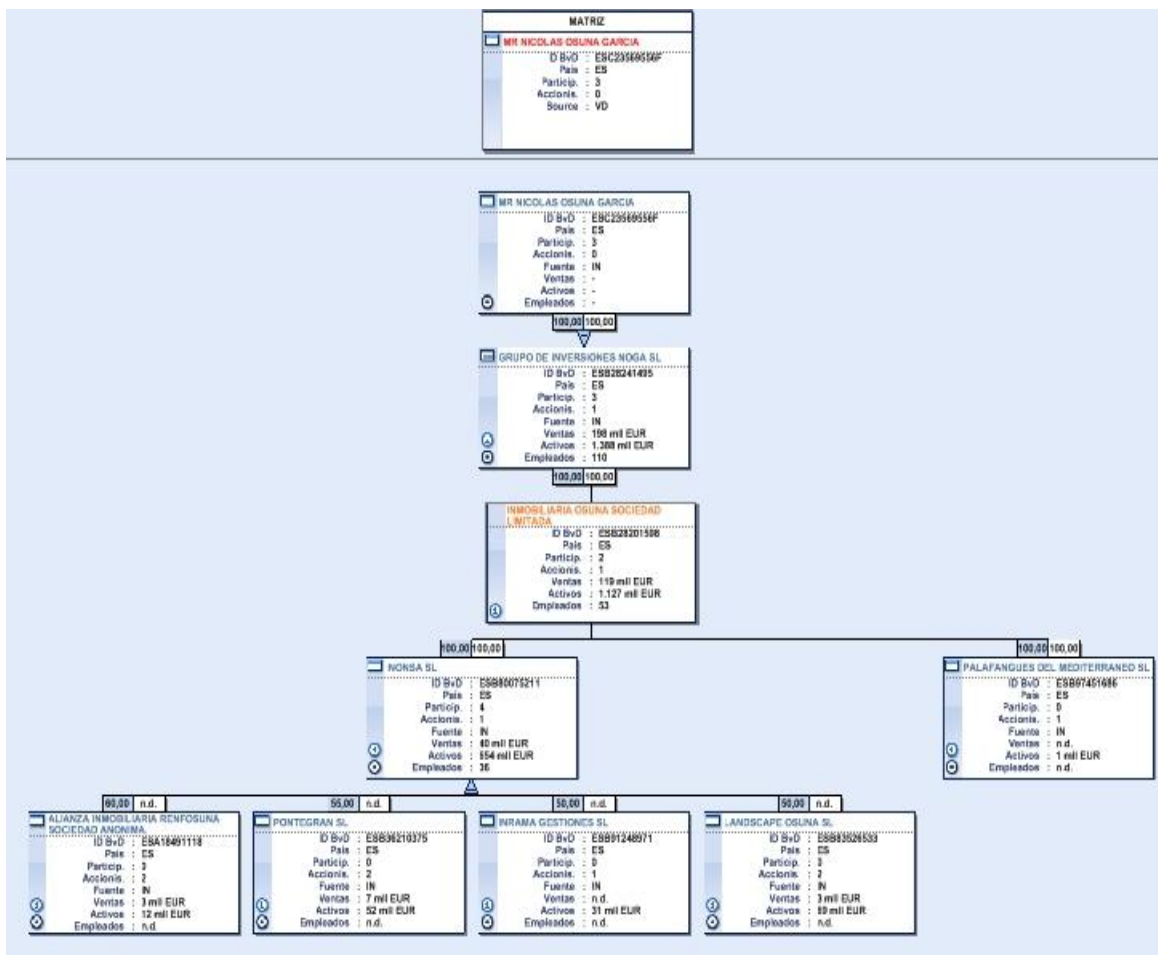 MATRIZ
MR NICOLAS OSUNA GARCIA
ID BvD : ESC23569556F
País : ES
Particip. : 3
Accionis. : 0
Source : VD
MR NICOLAS OSUNA GARCIA
ID BvD : ESC23569556F
País : ES
Particip. : 3
Accionis. : 0
Fuente : IN
Ventas : -
Activos : -
Empleados : -
100,00 100,00
GRUPO DE INVERSIONES NOGA SL
ID BvD : ESB28241495
País : ES
Particip. : 3
Accionis. : 1
Fuente : IN
Ventas : 198 mil EUR
Activos : 1.388 mil EUR
Empleados : 110
100,00 100,00
INMOBILIARIA OSUNA SOCIEDAD
LIMITADA
ID BvD : ESB28201508
País : ES
Particip. : 2
Accionis. : 1
Ventas : 119 mil EUR
Activos : 1.127 mil EUR
Empleados : 53
100,00 100,00
NONSA SL
ID BvD : ESB80075211
País : ES
Particip. : 4
Accionis. : 1
Fuente : IN
Ventas : 40 mil EUR
Activos : 554 mil EUR
Empleados : 36
100,00 100,00
PALAFANGUES DEL MEDITERRANEO SL
ID BvD : ESB97451686
País : ES
Particip. : 0
Accionis. : 1
Fuente : IN
Ventas : n.d.
Activos : 1 mil EUR
Empleados : n.d.
60,00 n.d.
ALIANZA INMOBILIARIA RENFOSUNA
SOCIEDAD ANONIMA.
ID BvD : ESA18491118
País : ES
Particip. : 3
Accionis. : 2
Fuente : IN
Ventas : 3 mil EUR
Activos : 12 mil EUR
Empleados : n.d.
55,00 n.d.
PONTEGRAN SL
ID BvD : ESB36210375
País : ES
Particip. : 0
Accionis. : 2
Fuente : IN
Ventas : 7 mil EUR
Activos : 52 mil EUR
Empleados : n.d.
50,00 n.d.
INRAMA GESTIONES SL
ID BvD : ESB91248971
País : ES
Particip. : 0
Accionis. : 1
Fuente : IN
Ventas : n.d.
Activos : 31 mil EUR
Empleados : n.d.
50,00 n.d.
LANDSCAPE OSUNA SL
ID BvD : ESB83526533
País : ES
Particip. : 3
Accionis. : 2
Fuente : IN
Ventas : 3 mil EUR
Activos : mil EUR
Empleados : n.d.